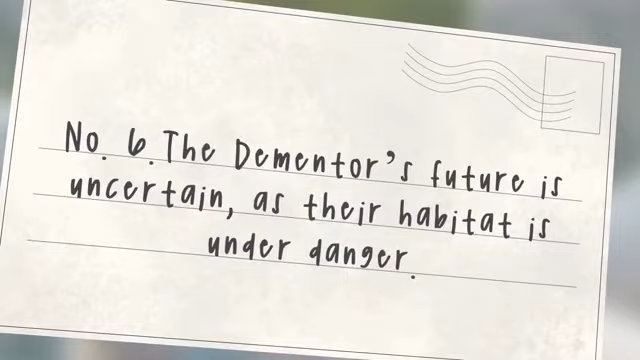 No. 6. The Dementor's future is
uncertain, as their habitat is
under danger.